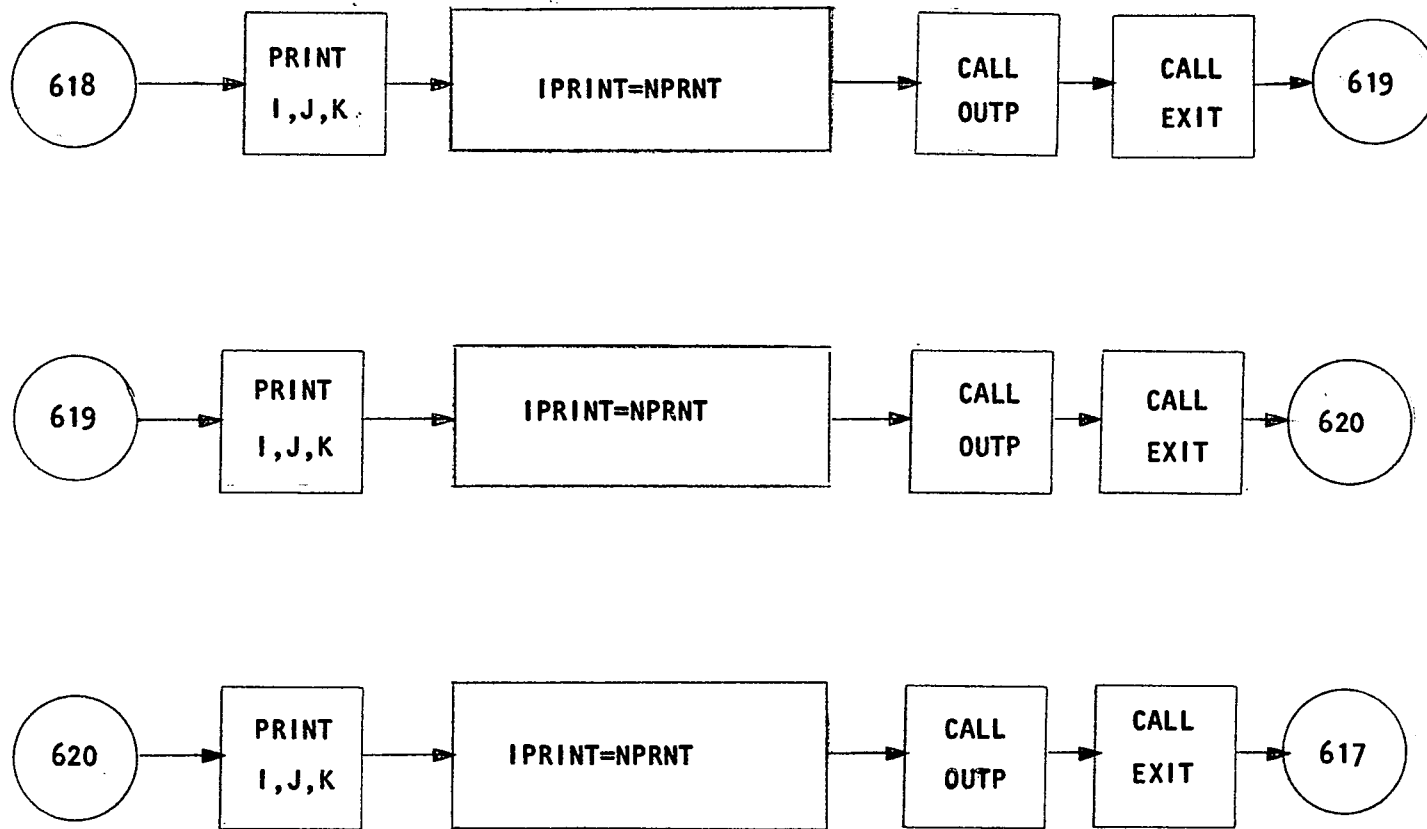 618
PRINT
I,J,K
IPRINT=NPRNT
CALL
OUTP
CALL
EXIT
619
619
PRINT
I,J,K
IPRINT=NPRNT
CALL
OUTP
CALL
EXIT
620
620
PRINT
I,J,K
IPRINT=NPRNT
CALL
OUTP
CALL
EXIT
617